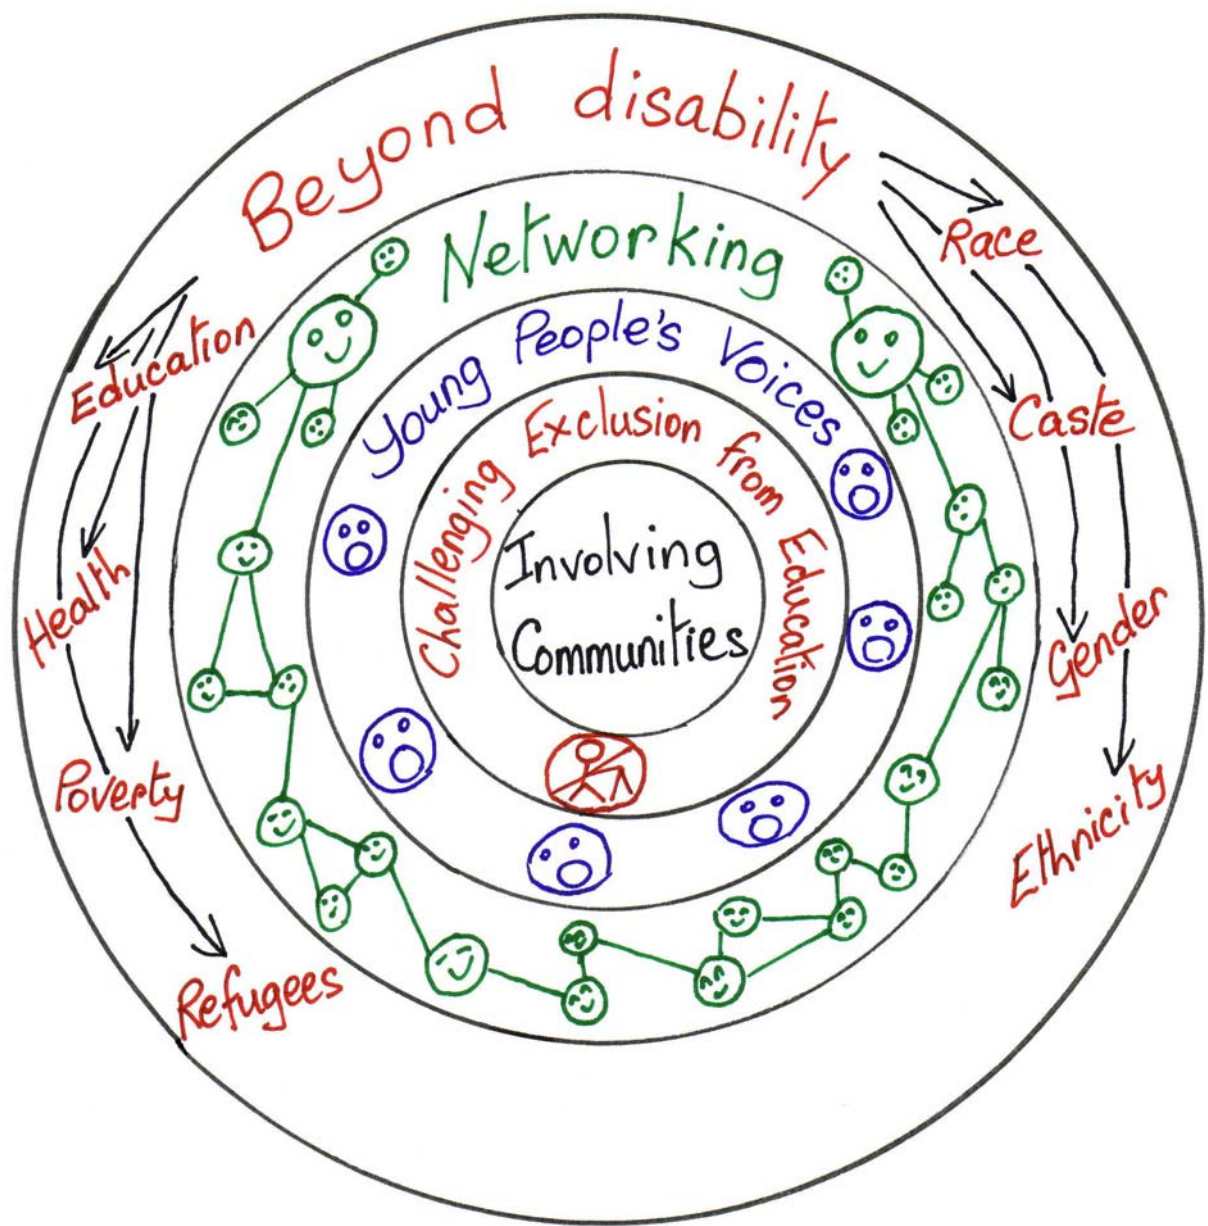 Beyond disability
Networking
Young People's Voices
Challenging Exclusion from Education
Involving
Communities
Race
Caste
Gender
Ethnicity
Education
Health
Poverty
Refugees